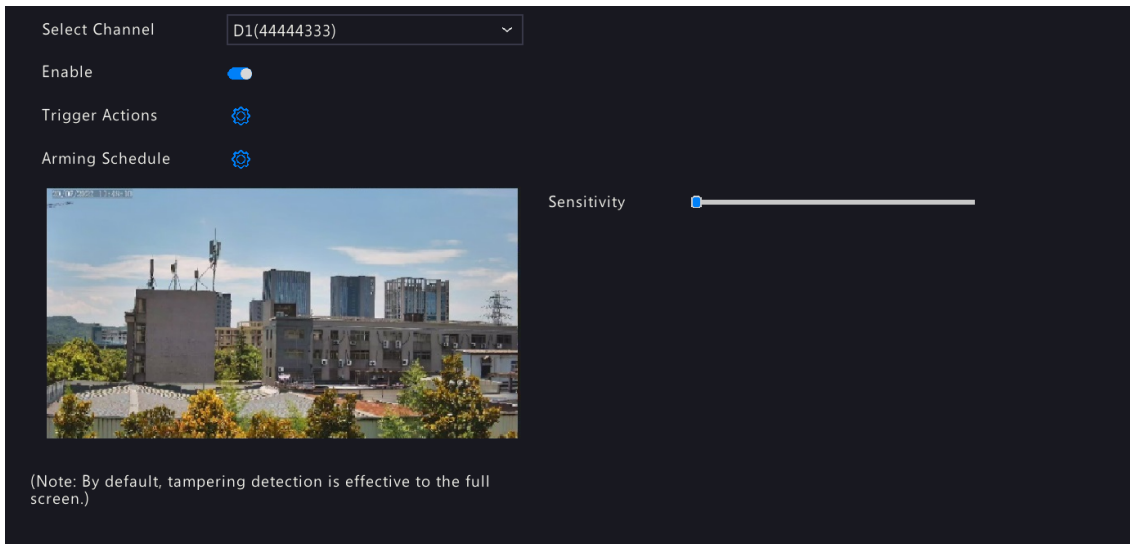 Select Channel
D1(44444333)
Enable
Trigger Actions
Arming Schedule
Sensitivity
(Note: By default, tampering detection is effective to the full
screen.)